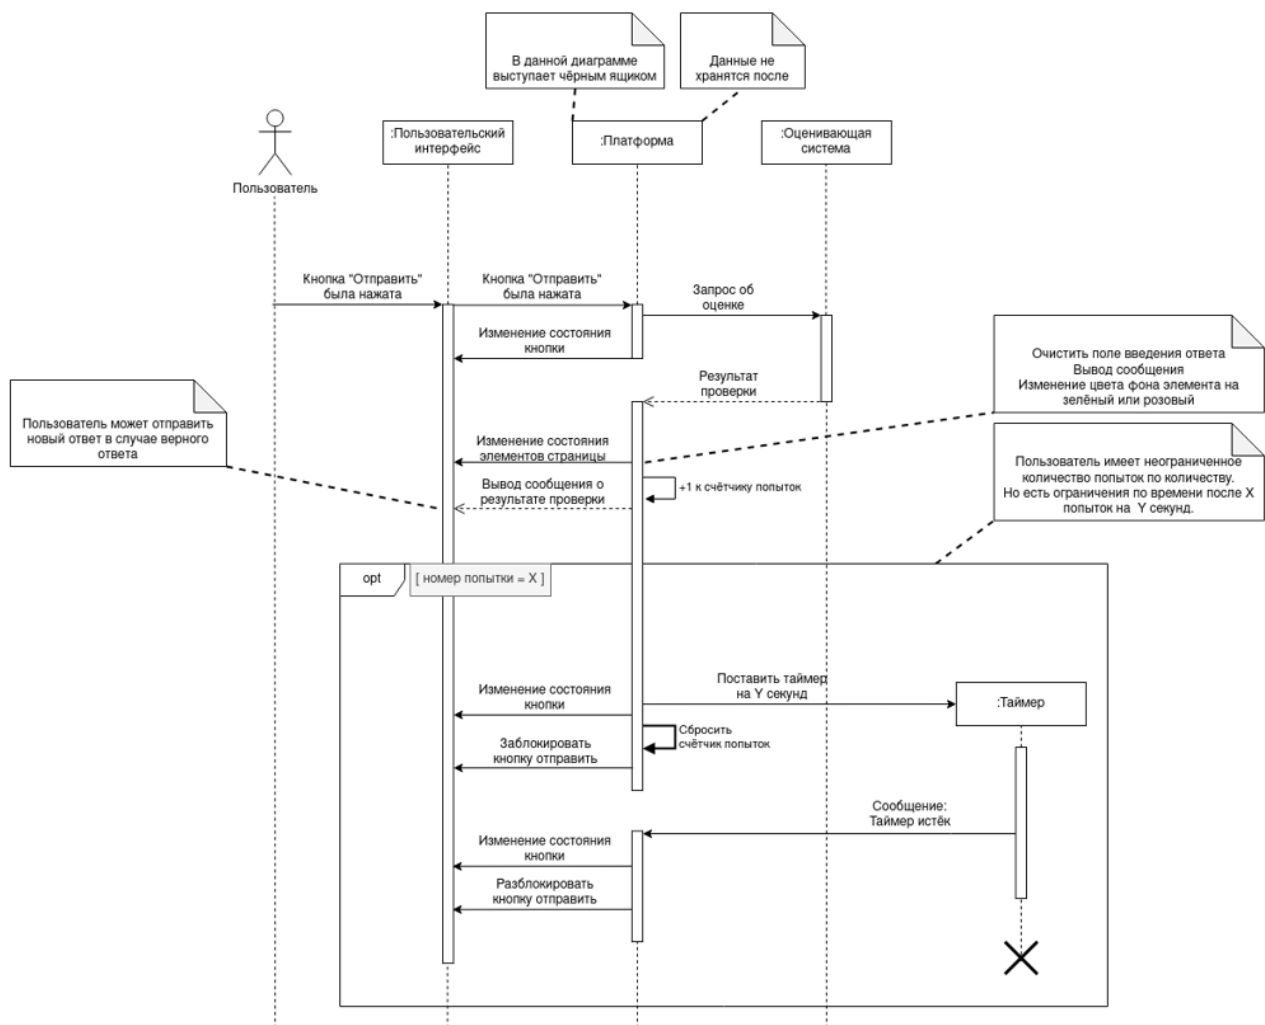 В данной диаграмме
выступает чёрным ящиком
Данные не
хранятся после
Пользователь
:Пользовательский
интерфейс
:Платформа
:Оценивающая
система
Кнопка "Отправить"
была нажата
Кнопка "Отправить"
была нажата
Запрос об
оценке
Изменение состояния
кнопки
Результат
проверки
Очистить поле введения ответа
Вывод сообщения
Изменение цвета фона элемента на
зелёный или розовый
Пользователь может отправить
новый ответ в случае верного
ответа
Изменение состояния
элементов страницы
+1 к счётчику попыток
Вывод сообщения о
результате проверки
Пользователь имеет неограниченное
количество попыток по количеству.
Но есть ограничения по времени после X
попыток на Y секунд.
opt
[ номер попытки = X ]
Поставить таймер
на Y секунд
:Таймер
Изменение состояния
кнопки
Сбросить
счётчик попыток
Заблокировать
кнопку отправить
Сообщение:
Таймер истёк
Изменение состояния
кнопки
Разблокировать
кнопку отправить